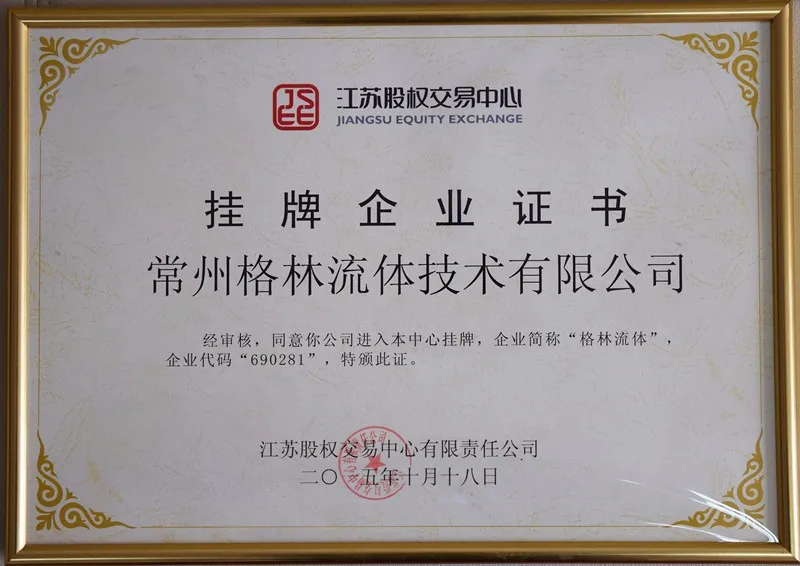 JS
EE
江苏股权交易中心
JIANGSU EQUITY EXCHANGE
挂牌企业证书
常州格林流体技术有限公司
经审核，同意你公司进入本中心挂牌，企业简称“格林流体”，
企业代码“690281”，特颁此证。
江苏股权交易中心有限责任公司
二〇 五年十月十八日